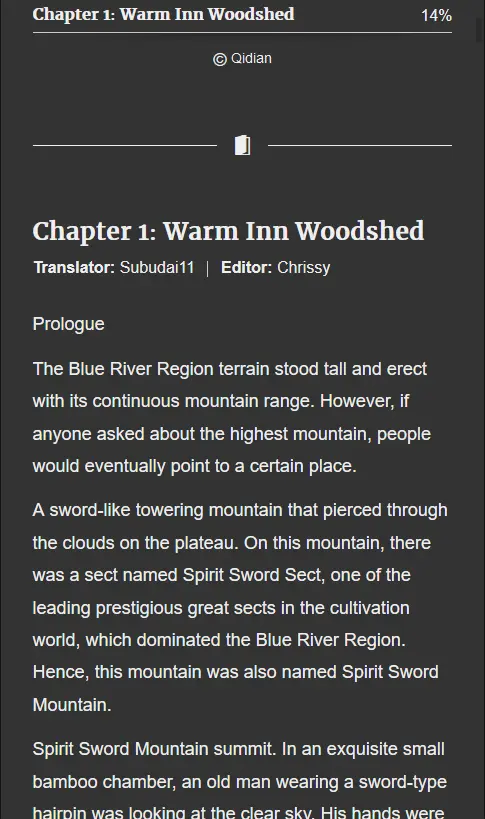 Chapter 1: Warm Inn Woodshed 14%
© Qidian
Chapter 1: Warm Inn Woodshed
Translator: Subudai11 | Editor: Chrissy
Prologue
The Blue River Region terrain stood tall and erect
with its continuous mountain range. However, if
anyone asked about the highest mountain, people
would eventually point to a certain place.
A sword-like towering mountain that pierced through
the clouds on the plateau. On this mountain, there
was a sect named Spirit Sword Sect, one of the
leading prestigious great sects in the cultivation
world, which dominated the Blue River Region.
Hence, this mountain was also named Spirit Sword
Mountain.
Spirit Sword Mountain summit. In an exquisite small
bamboo chamber, an old man wearing a sword-type
hairpin was looking at the clear sky. His hands were